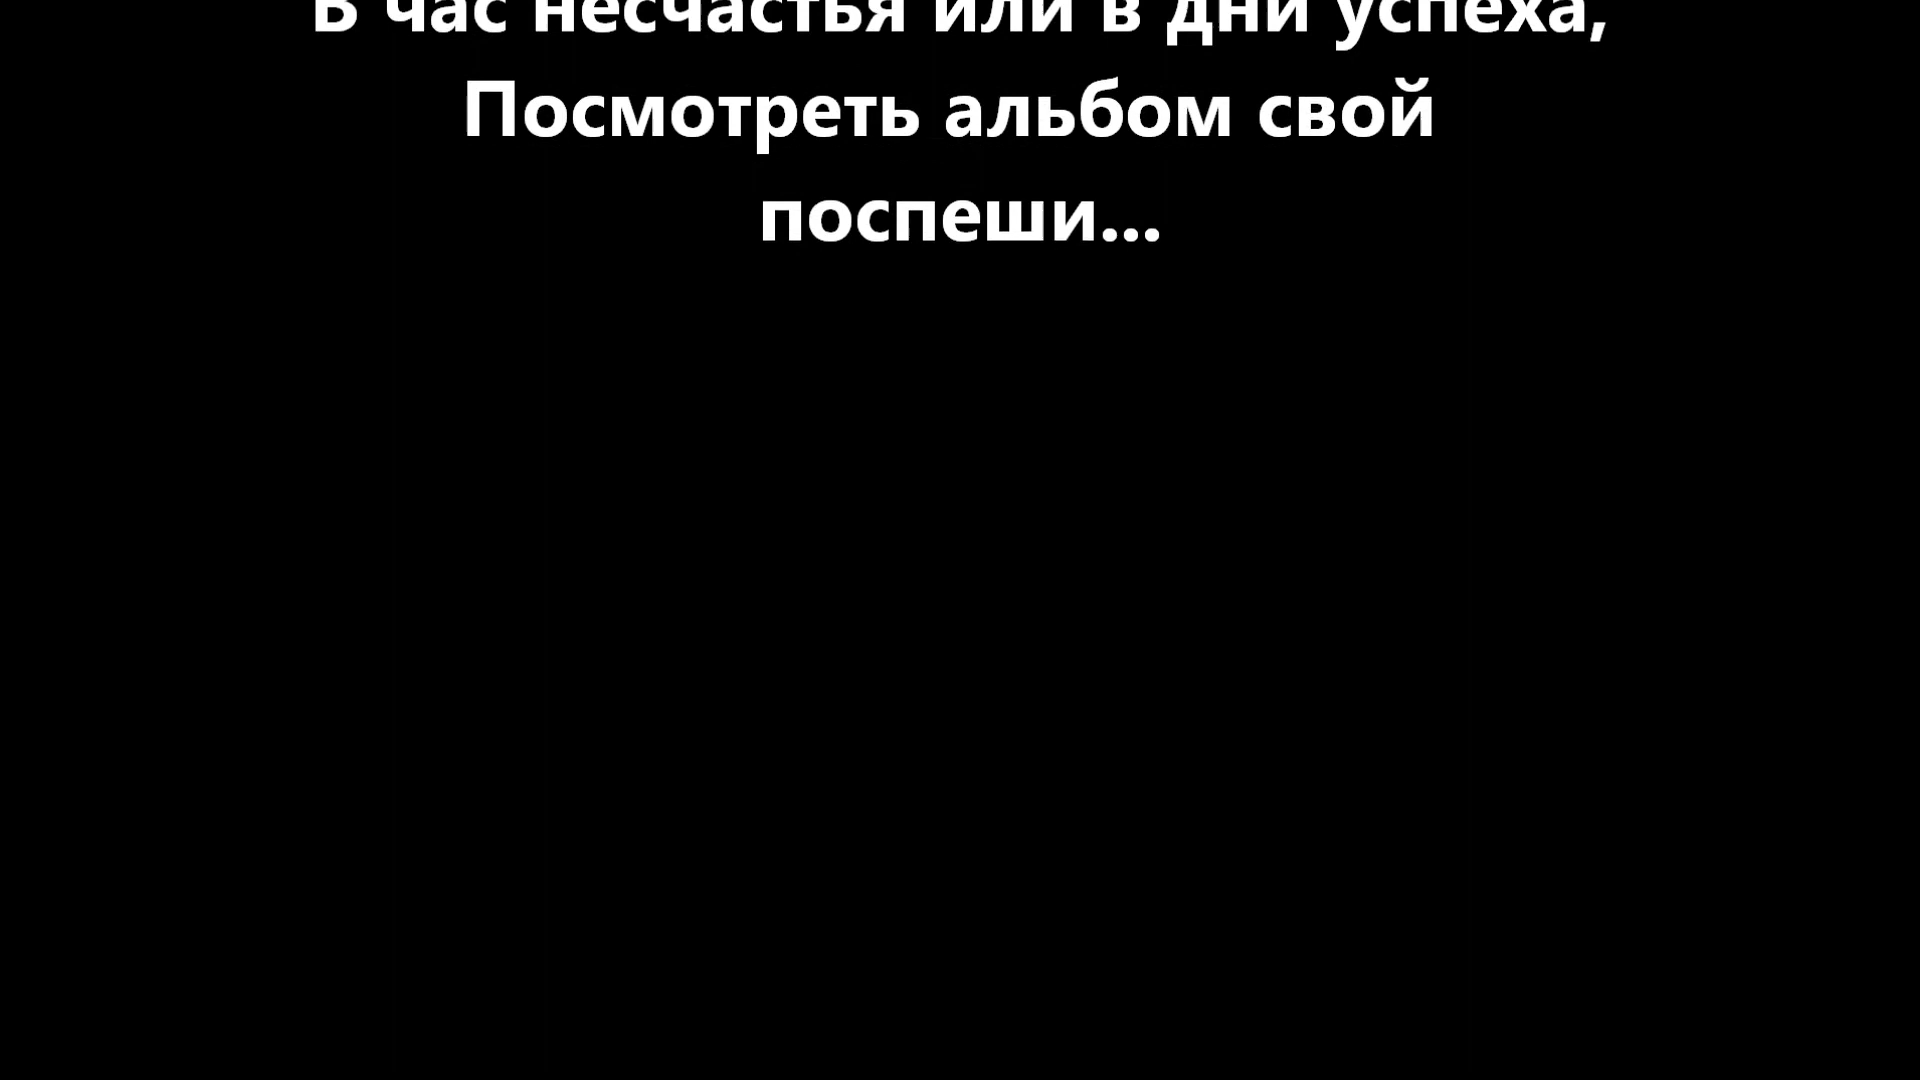 В час несчастья или в дни успеха,
Посмотреть альбом свой
поспеши...